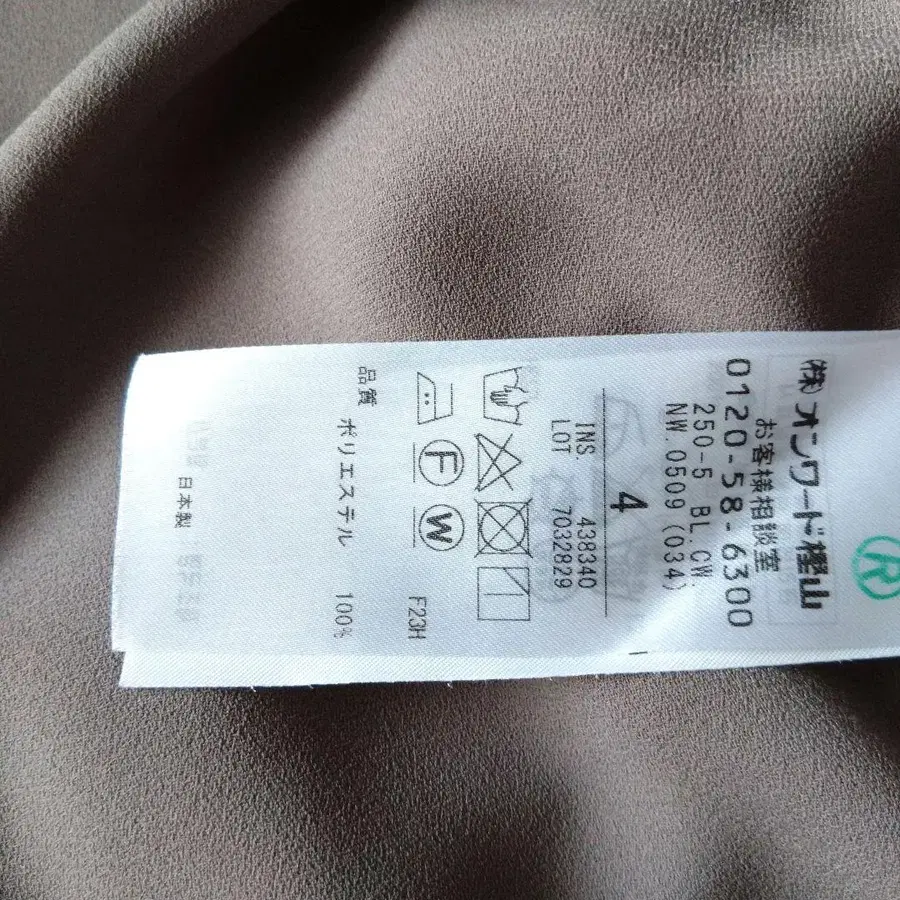 R
㈱オンワード樫山
お客様相談室
0120-58-6300
250-5 BL.CW.
NW.0509 (034)
4
INS. 438340
LOT 7032829
F W F23H
品質 ポリエステル 100%
日本製